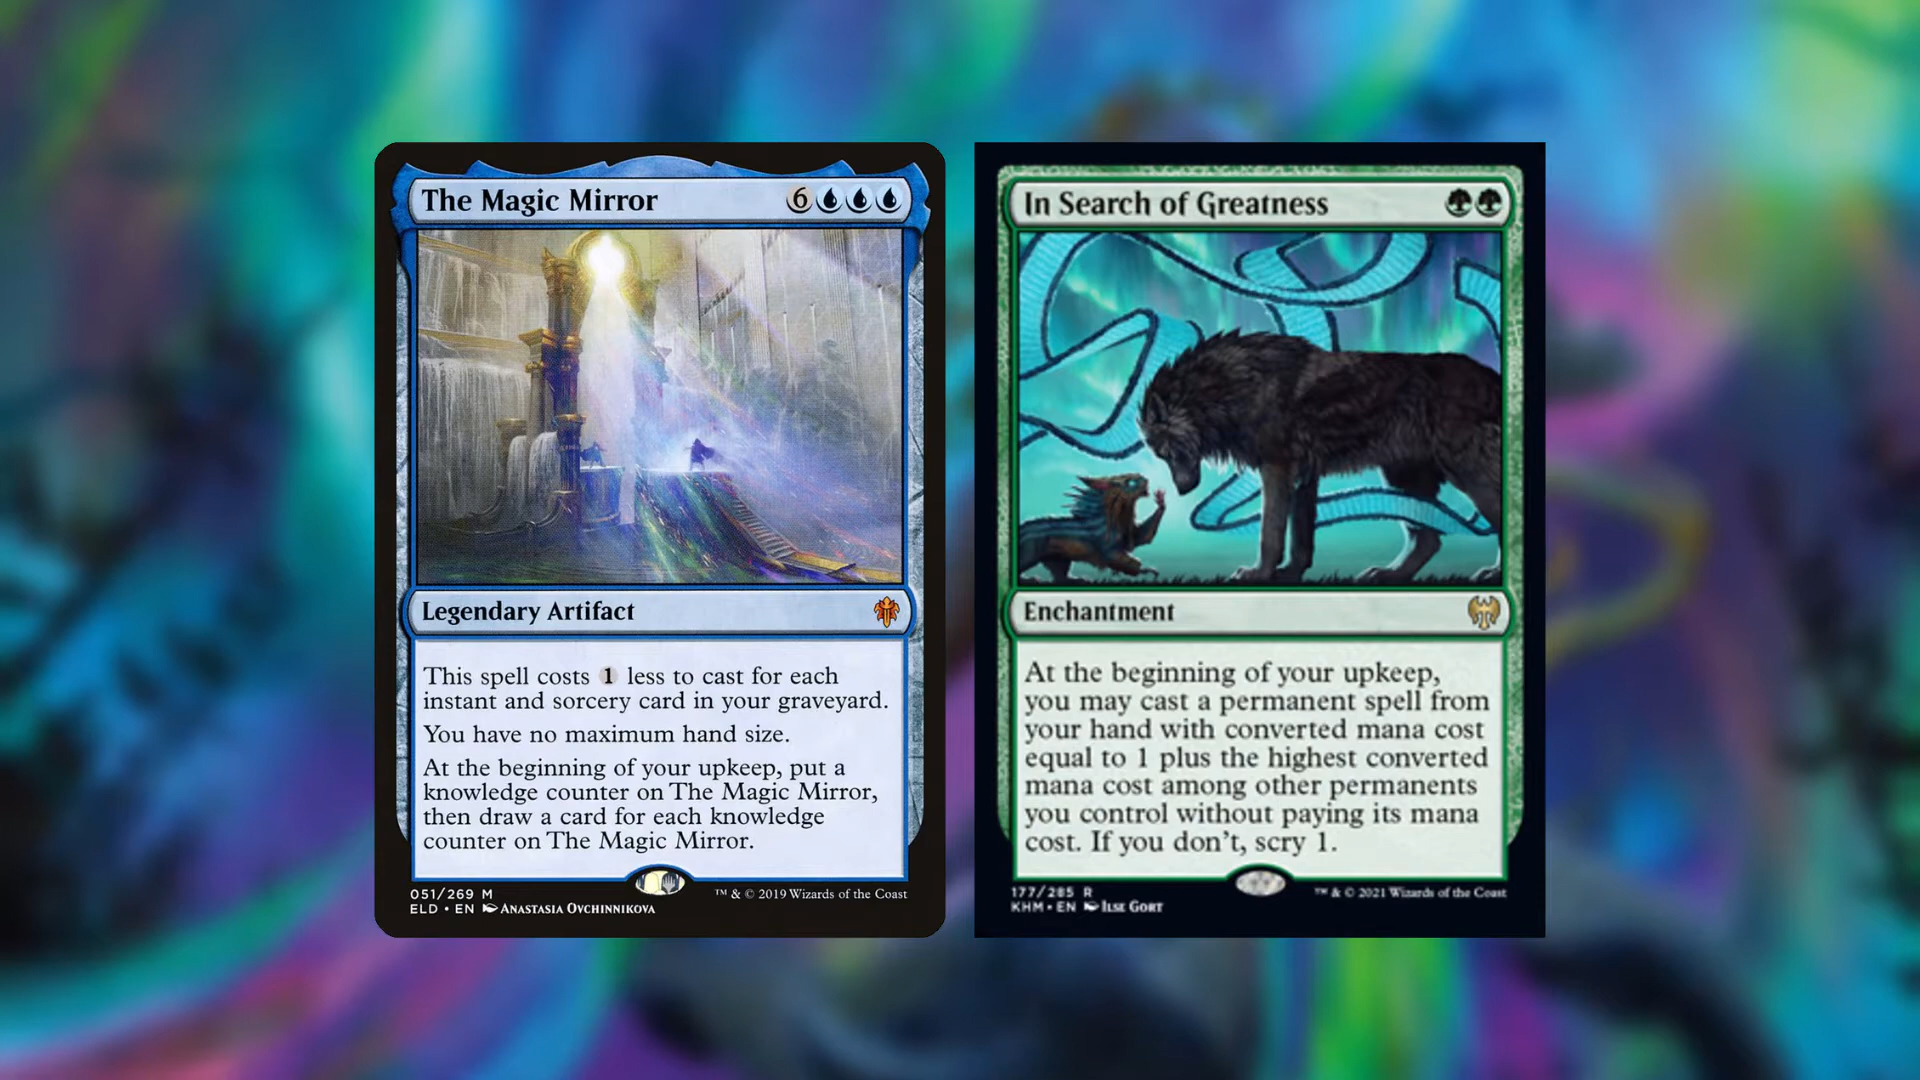 The Magic Mirror 6
Legendary Artifact
This spell costs 1 less to cast for each
instant and sorcery card in your graveyard.
You have no maximum hand size.
At the beginning of your upkeep, put a
knowledge counter on The Magic Mirror,
then draw a card for each knowledge
counter on The Magic Mirror.
051/269 M
ELD • EN Anastasia Ovchinnikova
™ & © 2019 Wizards of the Coast
In Search of Greatness
Enchantment
At the beginning of your upkeep,
you may cast a permanent spell from
your hand with converted mana cost
equal to 1 plus the highest converted
mana cost among other permanents
you control without paying its mana
cost. If you don't, scry 1.
177/285 R
KHM • EN Ilse Gort
™ & © 2021 Wizards of the Coast